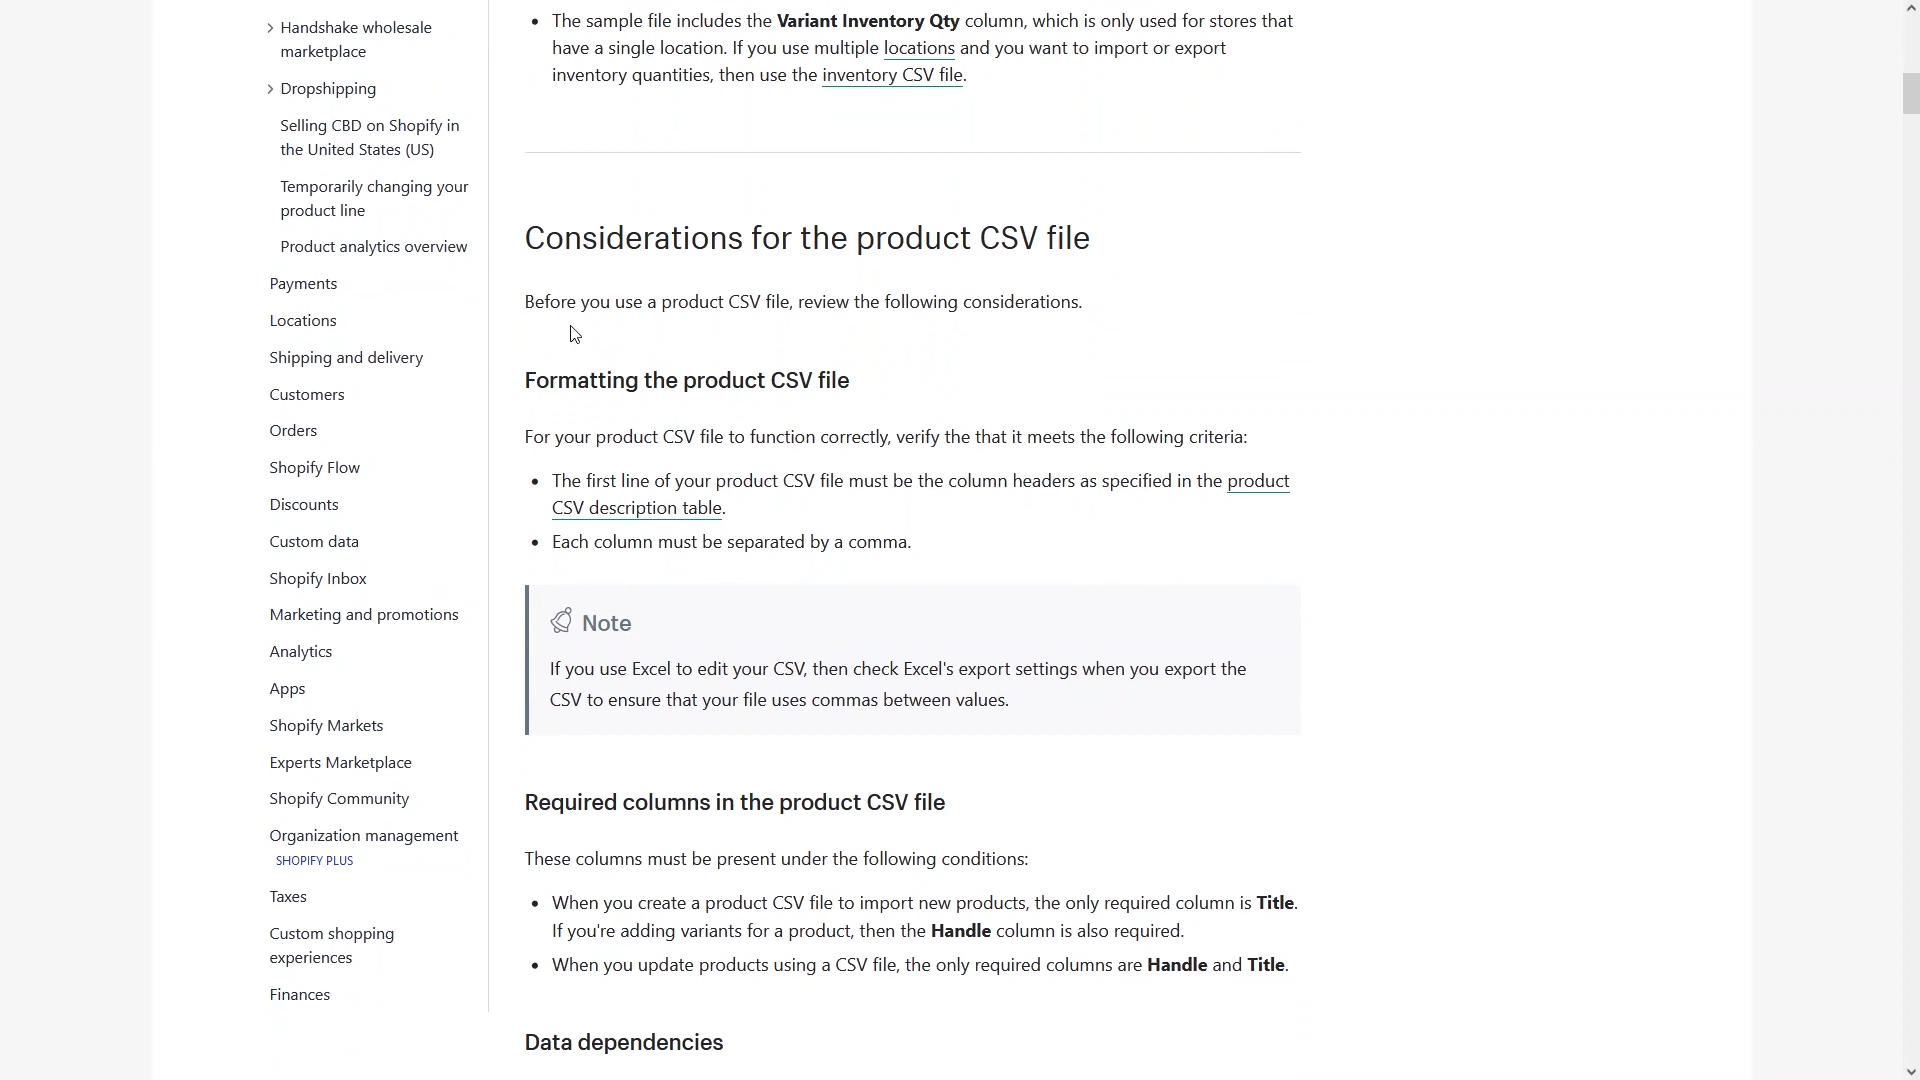 Handshake wholesale
marketplace
Dropshipping
Selling CBD on Shopify in
the United States (US)
Temporarily changing your
product line
Product analytics overview
Payments
Locations
Shipping and delivery
Customers
Orders
Shopify Flow
Discounts
Custom data
Shopify Inbox
Marketing and promotions
Analytics
Apps
Shopify Markets
Experts Marketplace
Shopify Community
Organization management
SHOPIFY PLUS
Taxes
Custom shopping
experiences
Finances
• The sample file includes the Variant Inventory Qty column, which is only used for stores that
have a single location. If you use multiple locations and you want to import or export
inventory quantities, then use the inventory CSV file.
Considerations for the product CSV file
Before you use a product CSV file, review the following considerations.
Formatting the product CSV file
For your product CSV file to function correctly, verify the that it meets the following criteria:
• The first line of your product CSV file must be the column headers as specified in the product
CSV description table.
• Each column must be separated by a comma.
Note
If you use Excel to edit your CSV, then check Excel's export settings when you export the
CSV to ensure that your file uses commas between values.
Required columns in the product CSV file
These columns must be present under the following conditions:
• When you create a product CSV file to import new products, the only required column is Title.
If you're adding variants for a product, then the Handle column is also required.
• When you update products using a CSV file, the only required columns are Handle and Title.
Data dependencies